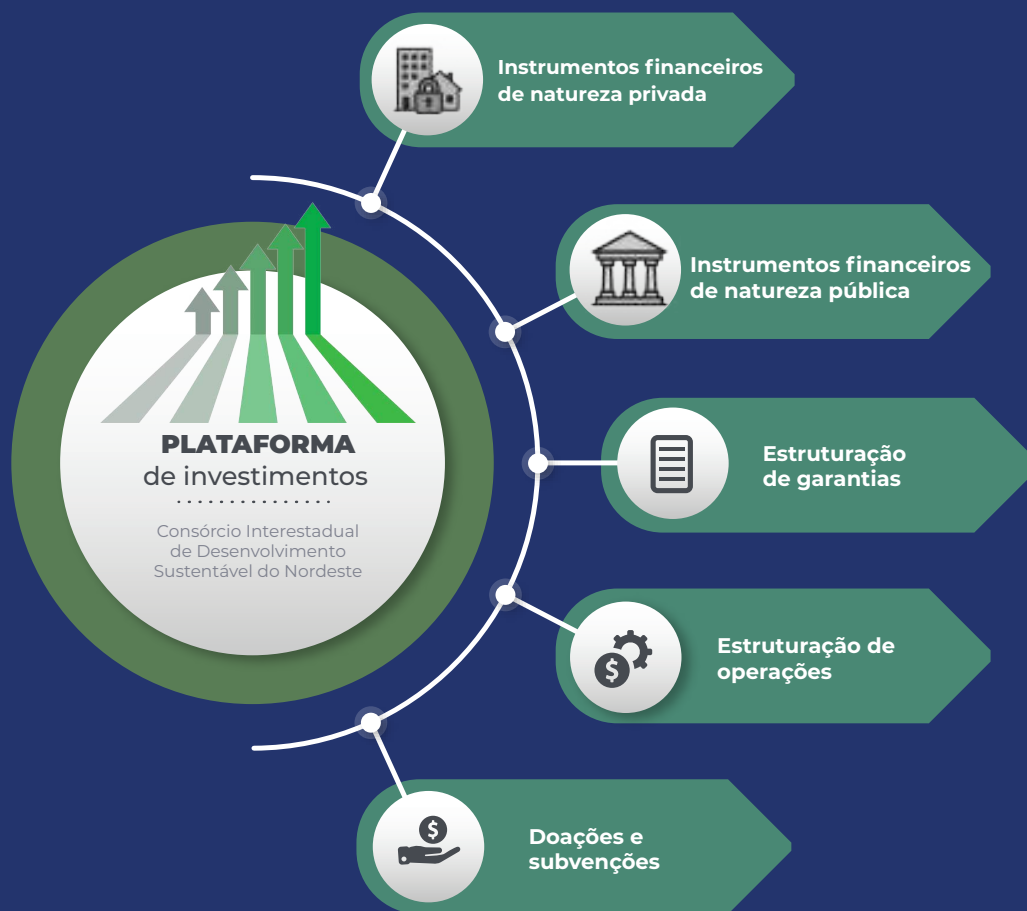 Instrumentos financeiros
de natureza privada
Instrumentos financeiros
de natureza pública
PLATAFORMA
de investimentos
Consórcio Interestadual
de Desenvolvimento
Sustentável do Nordeste
Estruturação
de garantias
Estruturação de
operações
Doações e
subvenções